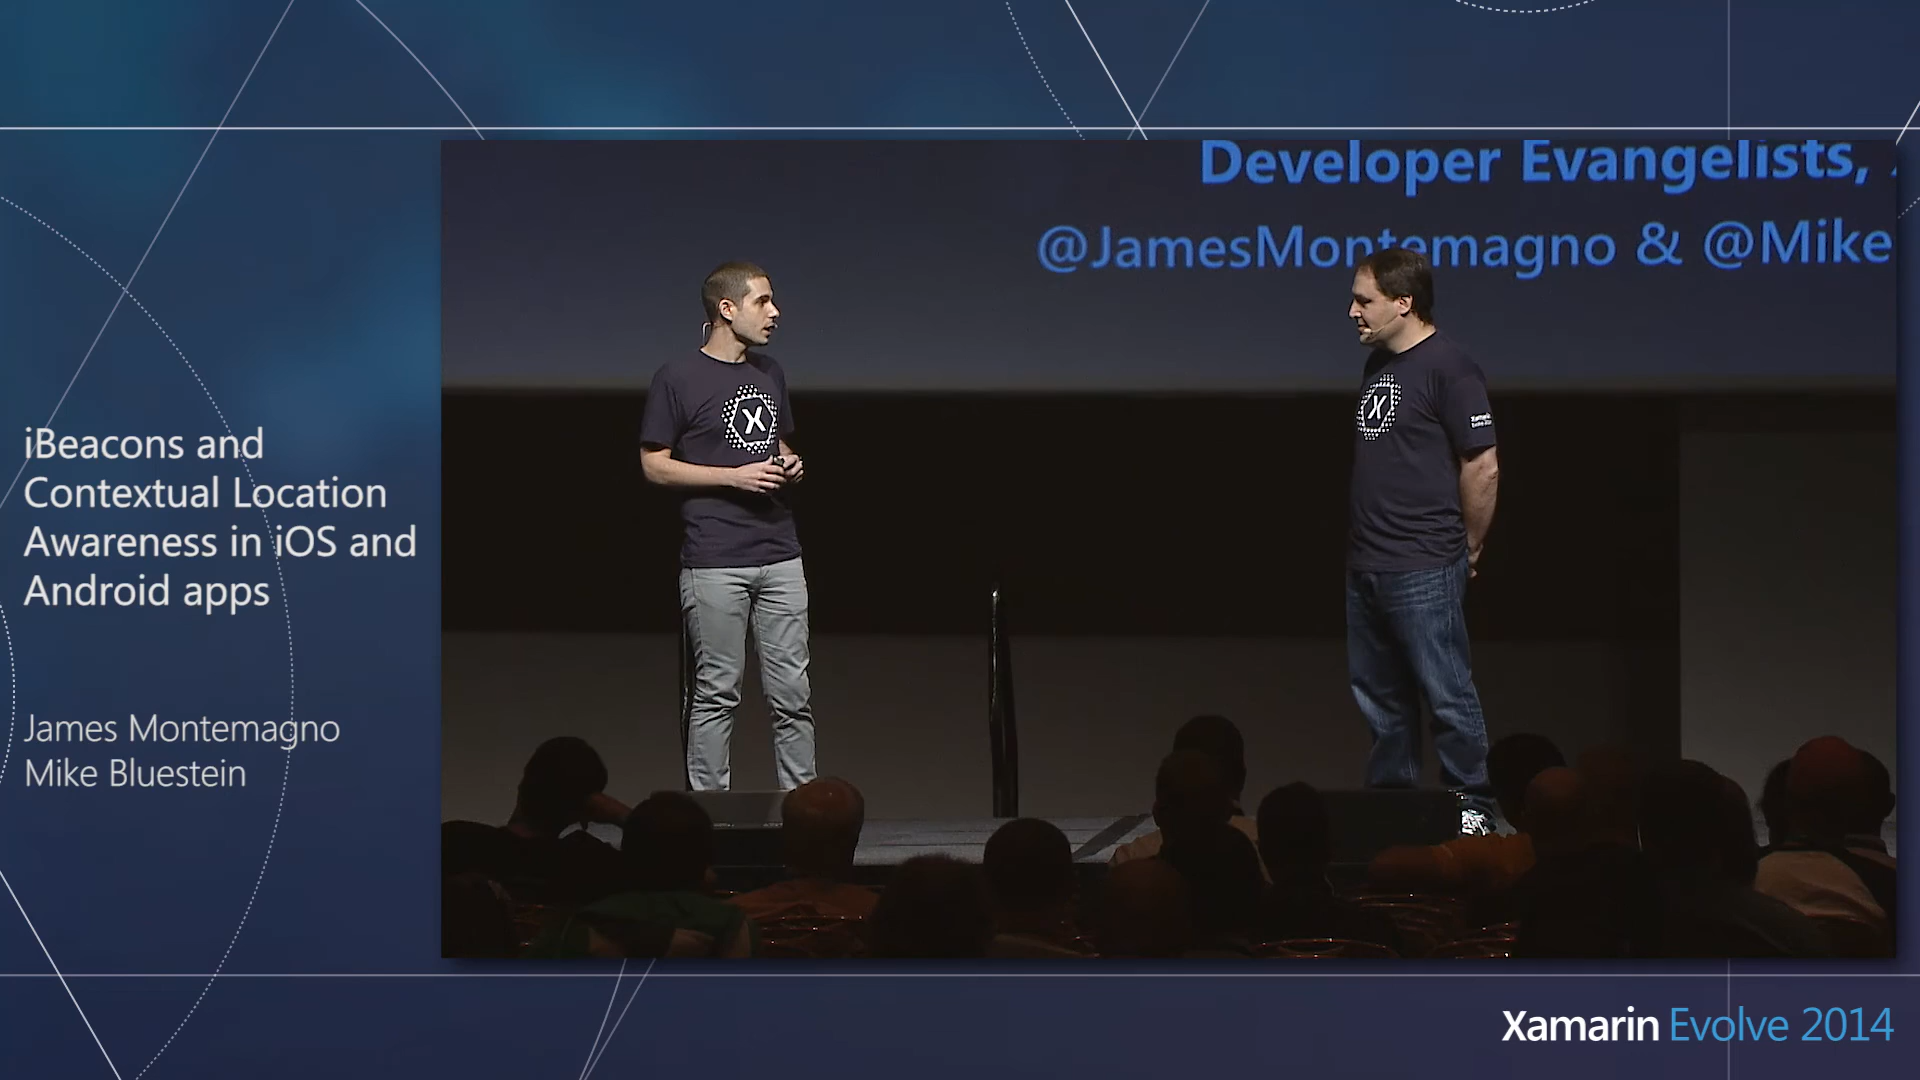 Developer Evangelists,
@JamesMontemagno & @Mike
X
X
iBeacons and
Contextual Location
Awareness in iOS and
Android apps
James Montemagno
Mike Bluestein
Xamarin Evolve 2014